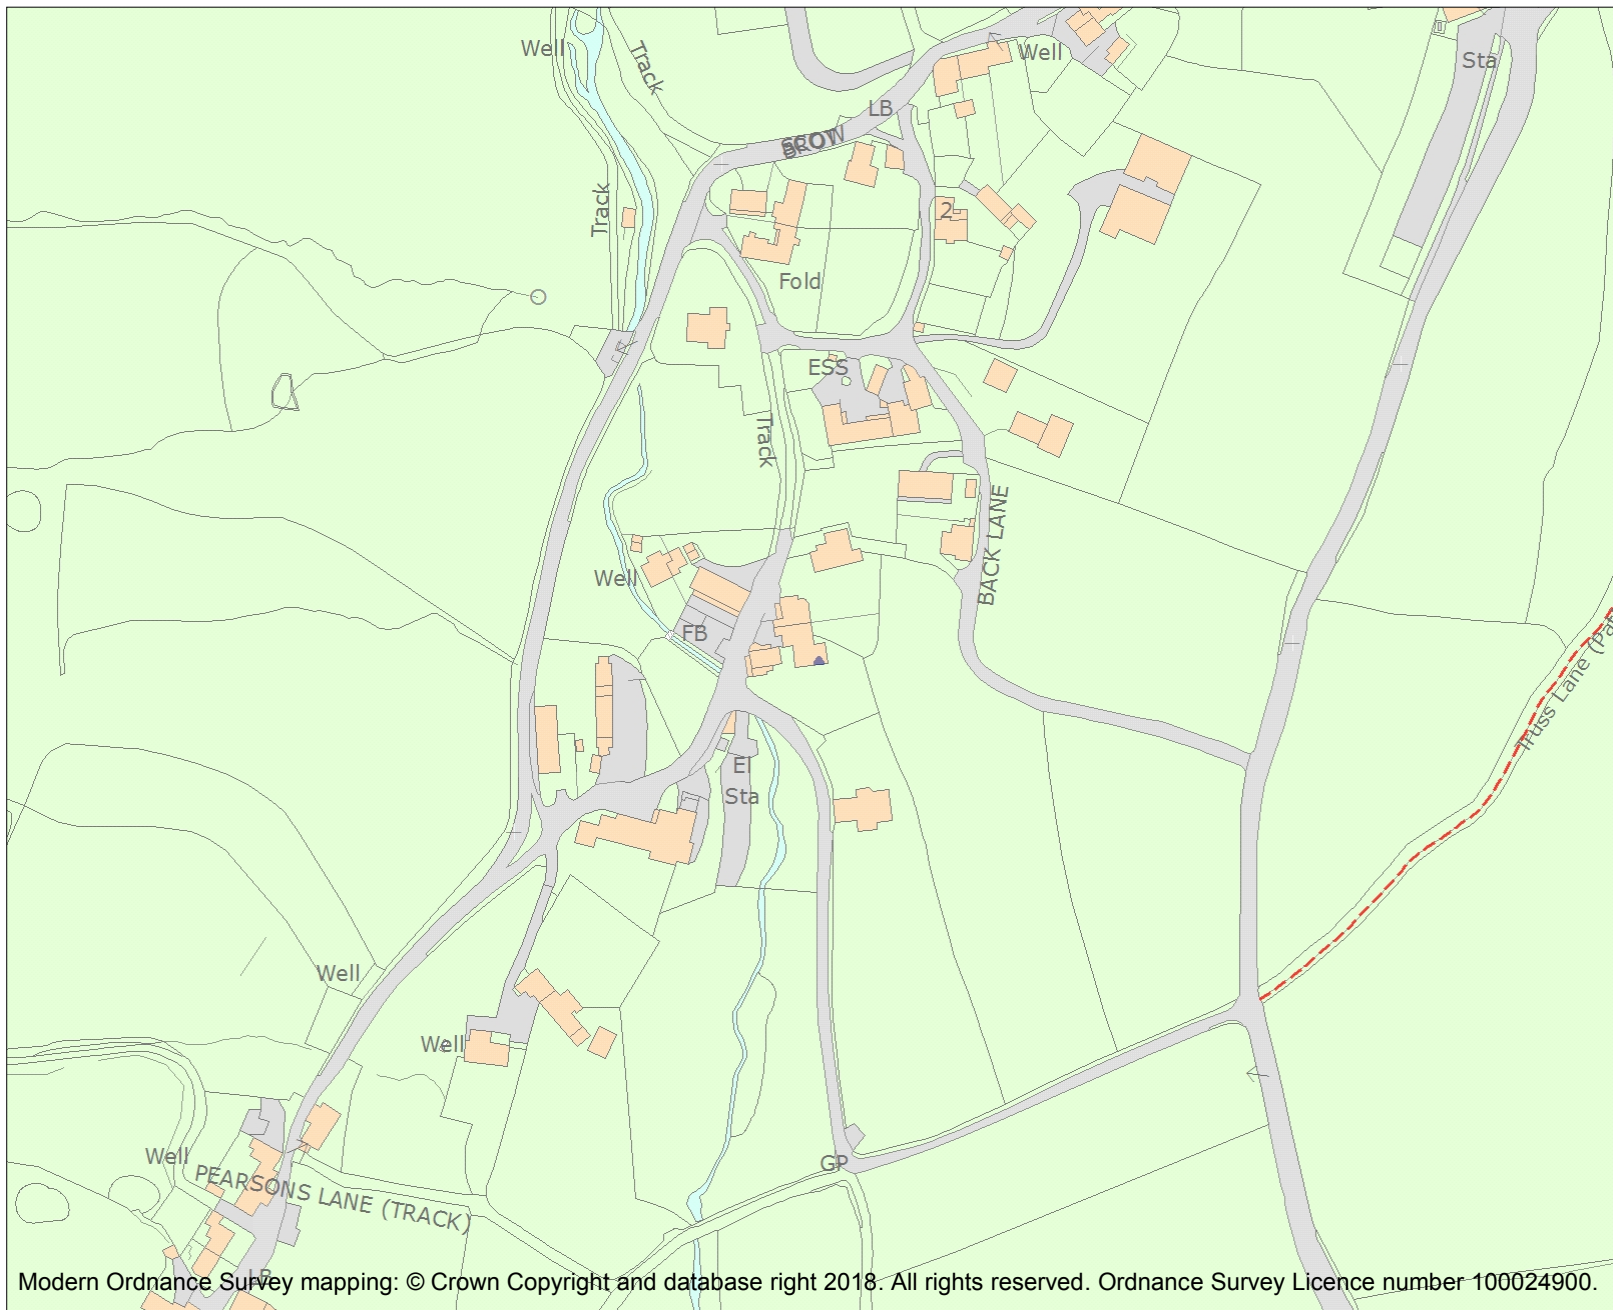 Well
Track
Well
Sta
LB
SCOW
BROW
Track
2
Fold
ESS
Track
BACK LANE
Well
FB
Truss Lane (Pat
El
Sta
Well
Well
Well
PEARSONS LANE (TRACK)
GP
LB
Modern Ordnance Survey mapping: © Crown Copyright and database right 2018. All rights reserved. Ordnance Survey Licence number 100024900.